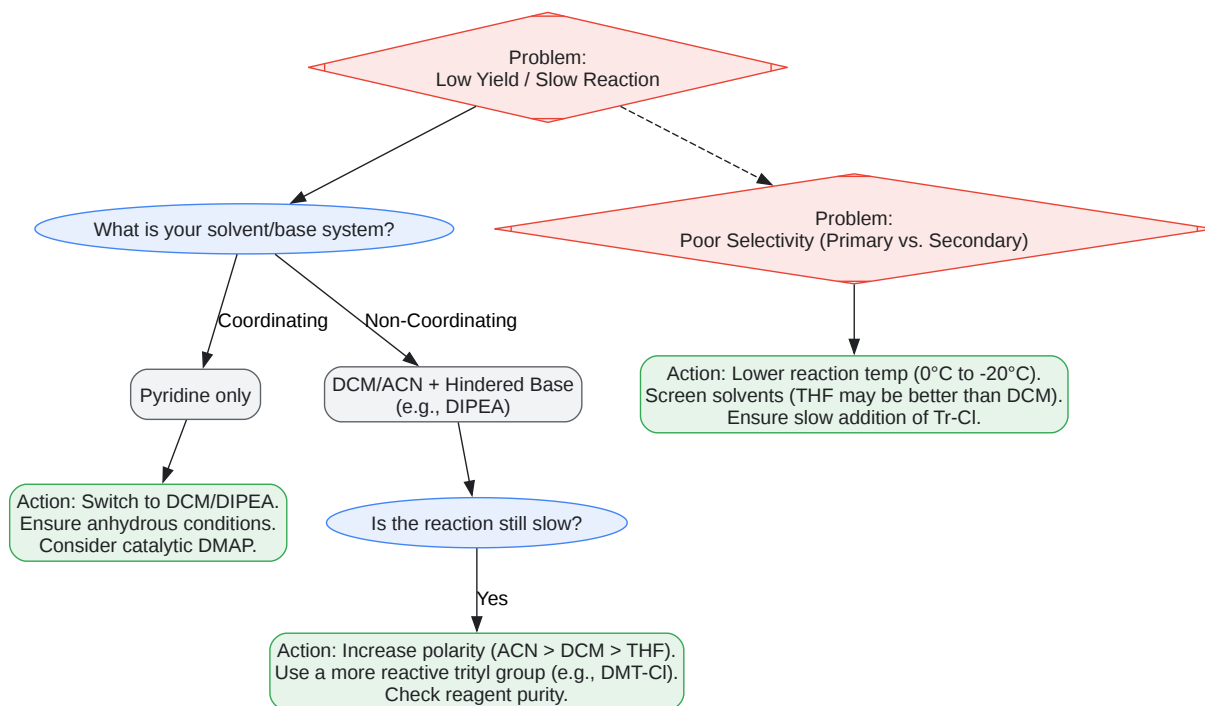 Problem:
Low Yield / Slow Reaction
What is your solvent/base system?
Problem:
Poor Selectivity (Primary vs. Secondary)
Coordinating
Non-Coordinating
Pyridine only
DCM/ACN + Hindered Base
(e.g., DIPEA)
Action: Lower reaction temp (0°C to -20°C).
Screen solvents (THF may be better than DCM).
Ensure slow addition of Tr-Cl.
Action: Switch to DCM/DIPEA.
Ensure anhydrous conditions.
Consider catalytic DMAP.
Is the reaction still slow?
Yes
Action: Increase polarity (ACN > DCM > THF).
Use a more reactive trityl group (e.g., DMT-Cl).
Check reagent purity.